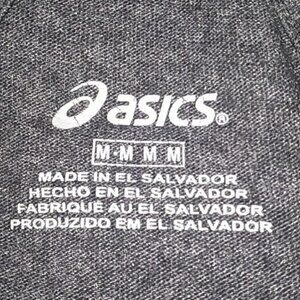 asics®
M-M M M
MADE IN EL SALVADOR
HECHO EN EL SALVADOR
FABRIQUÉ AU EL SALVADOR
PRODUZIDO EM EL SALVADOR